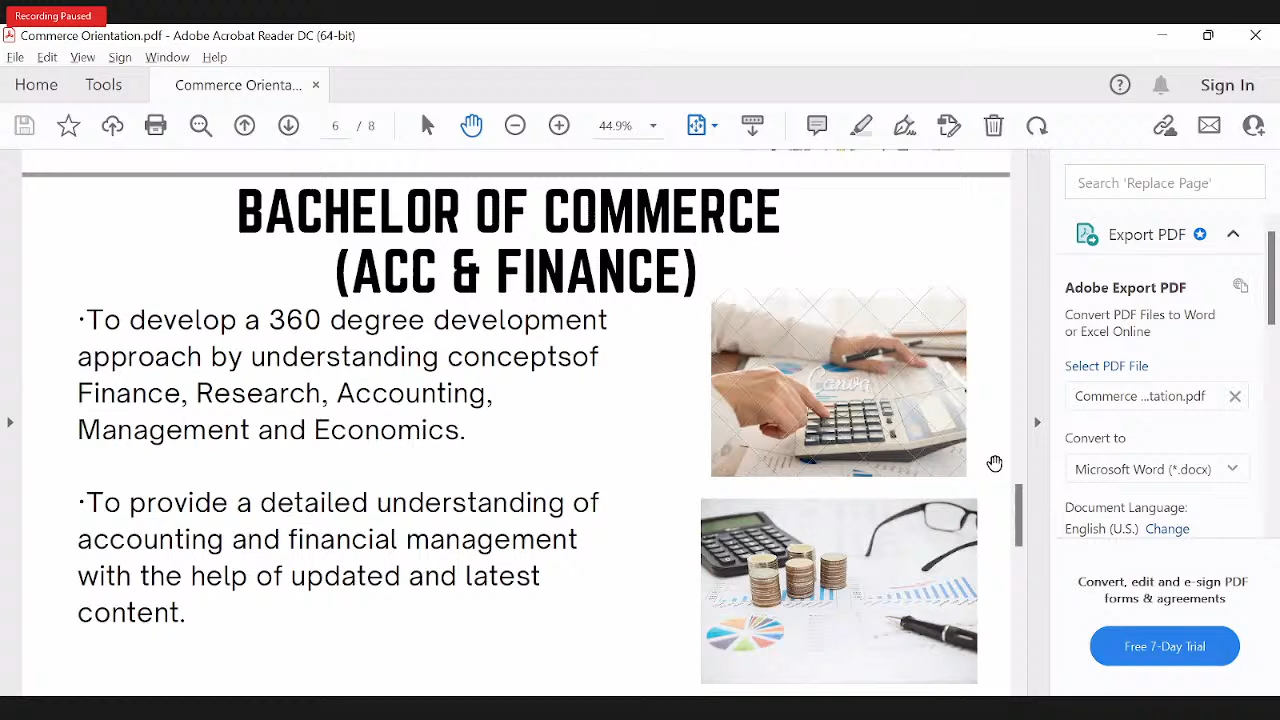 Recording Paused
Commerce Orientation.pdf - Adobe Acrobat Reader DC (64-bit)
File Edit View Sign Window Help
Home Tools Commerce Orienta... × Sign In
6 / 8 44.9%
Search 'Replace Page'
BACHELOR OF COMMERCE
(ACC & FINANCE)
·To develop a 360 degree development
approach by understanding conceptsof
Finance, Research, Accounting,
Management and Economics.
·To provide a detailed understanding of
accounting and financial management
with the help of updated and latest
content.
Canva
Export PDF
Adobe Export PDF
Convert PDF Files to Word
or Excel Online
Select PDF File
Commerce ...tation.pdf
Convert to
Microsoft Word (*.docx)
Document Language:
English (U.S.) Change
Convert, edit and e-sign PDF
forms & agreements
Free 7-Day Trial